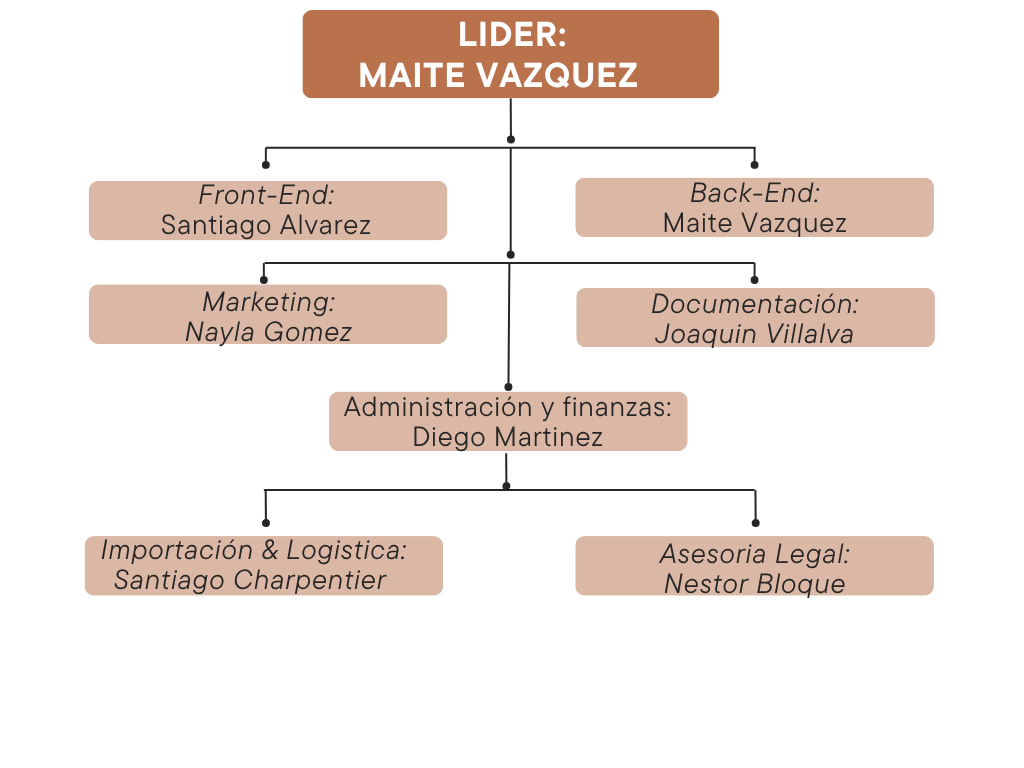 LIDER:
MAITE VAZQUEZ
Front-End:
Santiago Alvarez
Back-End:
Maite Vazquez
Marketing:
Nayla Gomez
Documentación:
Joaquin Villalva
Administración y finanzas:
Diego Martinez
Importación & Logistica:
Santiago Charpentier
Asesoria Legal:
Nestor Bloque